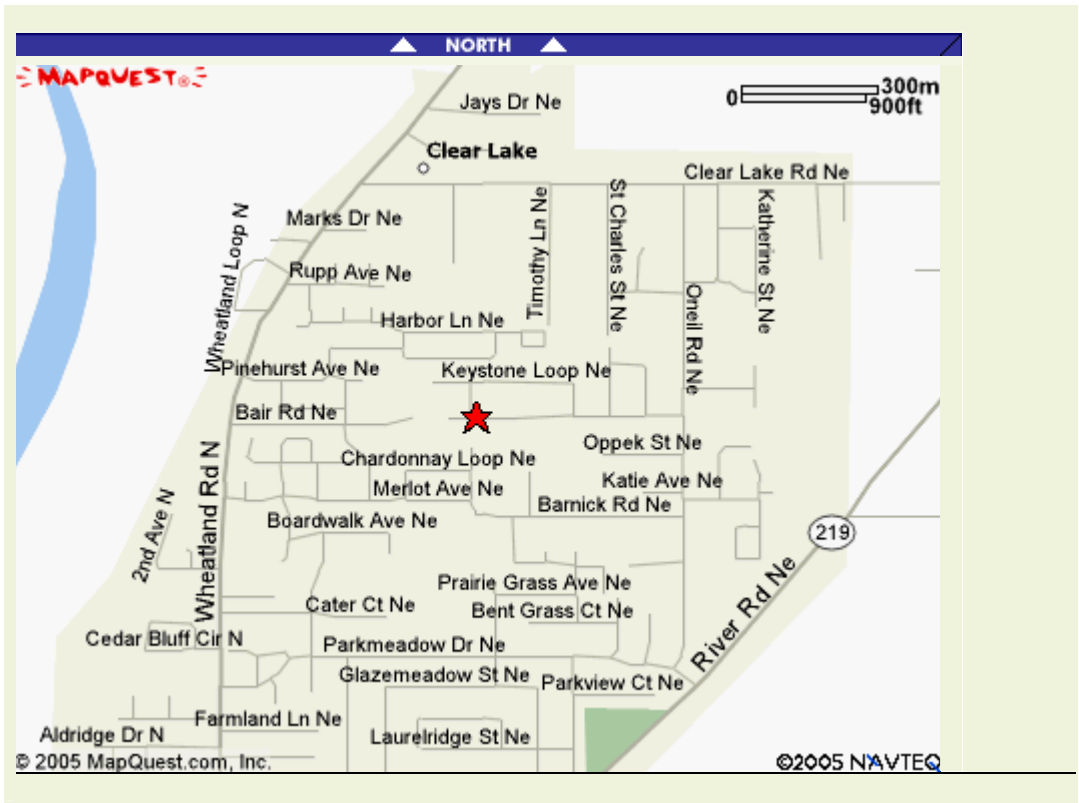 NORTH
MAPQUEST®
0 300m
900ft
Jays Dr Ne
Clear Lake
Clear Lake Rd Ne
Marks Dr Ne
Wheatland Loop N
Timothy Ln Ne
St Charles St Ne
Katherine St Ne
Rupp Ave Ne
Harbor Ln Ne
Oneil Rd Ne
Pinehurst Ave Ne
Keystone Loop Ne
Bair Rd Ne
Oppek St Ne
Chardonnay Loop Ne
Wheatland Rd N
Merlot Ave Ne
Katie Ave Ne
Barnick Rd Ne
2nd Ave N
Boardwalk Ave Ne
219
Prairie Grass Ave Ne
River Rd Ne
Cater Ct Ne
Bent Grass Ct Ne
Cedar Bluff Cir N
Parkmeadow Dr Ne
Glazemeadow St Ne
Parkview Ct Ne
Farmland Ln Ne
Aldridge Dr N
Laurelridge St Ne
© 2005 MapQuest.com, Inc.
©2005 NAVTEQ